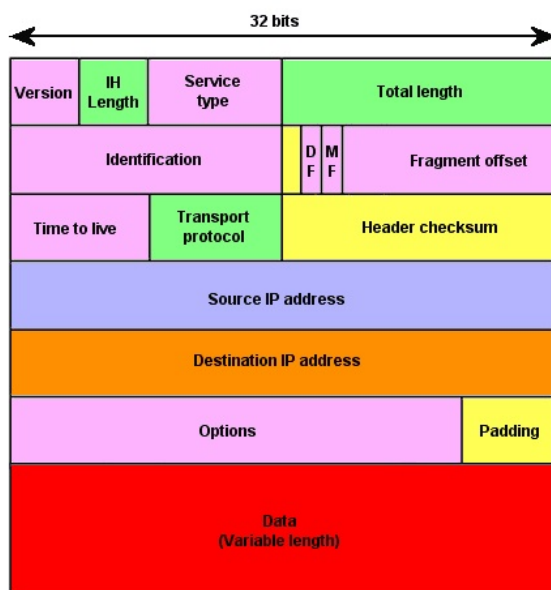 32 bits
Version
IH
Length
Service
type
Total length
Identification
D
F
M
F
Fragment offset
Time to live
Transport
protocol
Header checksum
Source IP address
Destination IP address
Options
Padding
Data
(Variable length)